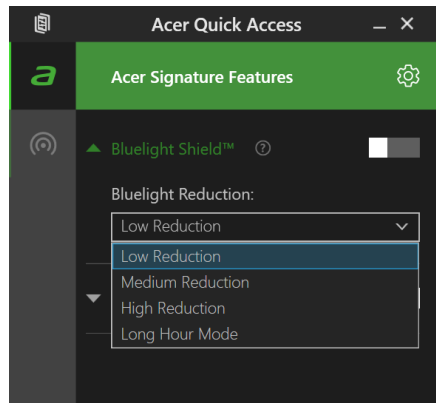 Acer Quick Access
a
Acer Signature Features
Bluelight Shield™ ?
Bluelight Reduction:
Low Reduction
Low Reduction
Medium Reduction
High Reduction
Long Hour Mode